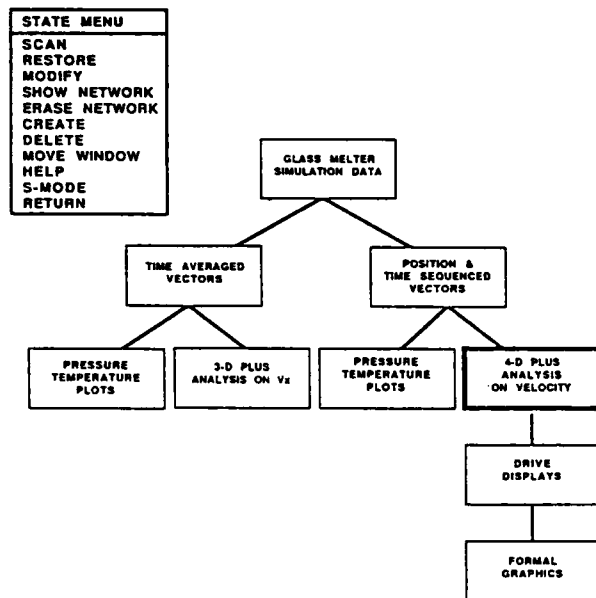 STATE MENU
SCAN
RESTORE
MODIFY
SHOW NETWORK
ERASE NETWORK
CREATE
DELETE
MOVE WINDOW
HELP
S-MODE
RETURN
GLASS MELTER
SIMULATION DATA
TIME AVERAGED
VECTORS
POSITION &
TIME SEQUENCED
VECTORS
PRESSURE
TEMPERATURE
PLOTS
3-D PLUS
ANALYSIS ON Vx
PRESSURE
TEMPERATURE
PLOTS
4-D PLUS
ANALYSIS
ON VELOCITY
DRIVE
DISPLAYS
FORMAL
GRAPHICS